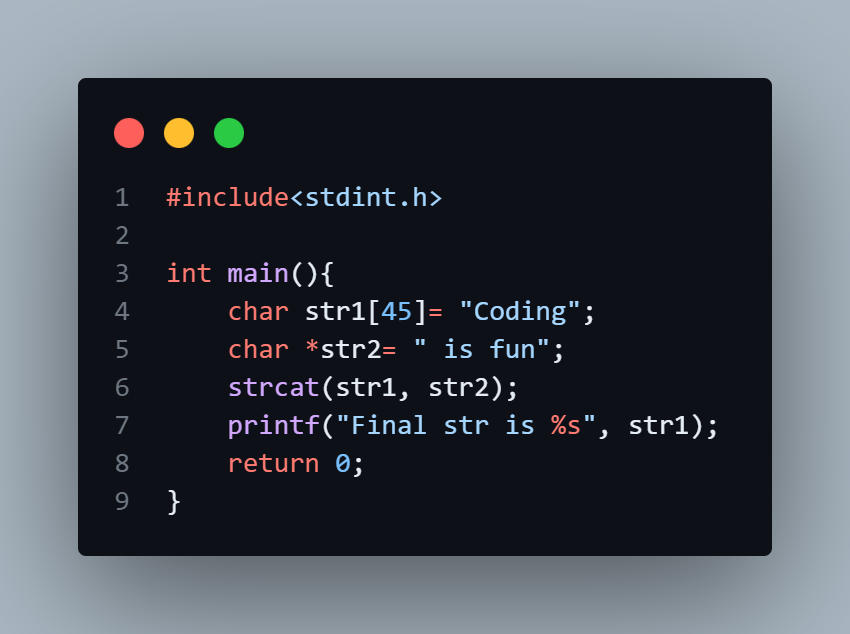 1 #include<stdint.h>
2
3 int main(){
4     char str1[45]= "Coding";
5     char *str2= " is fun";
6     strcat(str1, str2);
7     printf("Final str is %s", str1);
8     return 0;
9 }